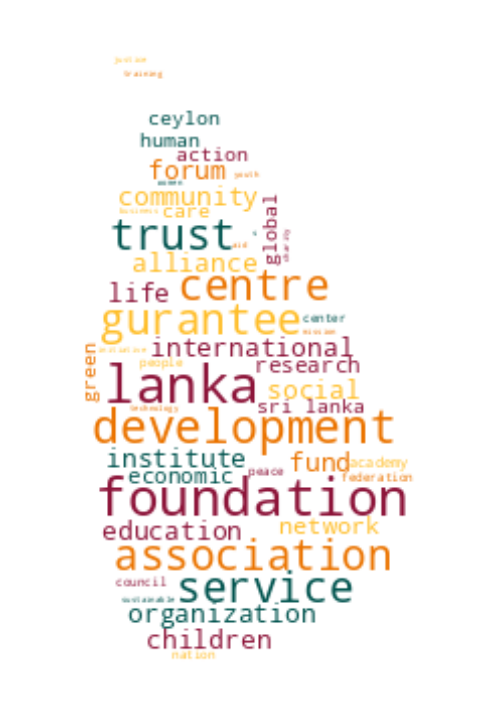 justice
training
ceylon
human
action
forum youth
women
community
business care
global
trust
aid
charity
alliance
centre
life
gurantee center
mission
international
initiative
people research
green
lanka social
technology sri lanka
development
institute fund academy
economic peace federation
foundation
education network
association
council service
sustainable
organization
children
nation